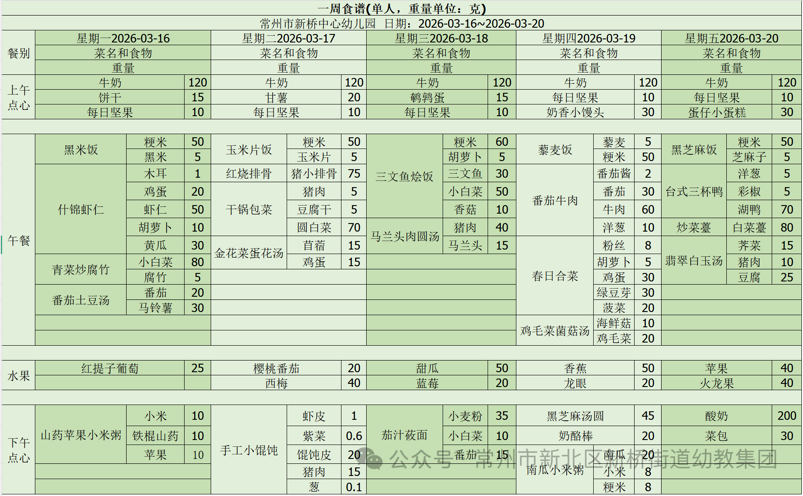 一周食谱(单人，重量单位：克)
常州市新桥中心幼儿园 日期：2026-03-16~2026-03-20
餐别 星期一2026-03-16 星期二2026-03-17 星期三2026-03-18 星期四2026-03-19 星期五2026-03-20
菜名和食物 菜名和食物 菜名和食物 菜名和食物 菜名和食物
重量 重量 重量 重量 重量
上午点心 牛奶 120 牛奶 120 牛奶 120 牛奶 120 牛奶 120
饼干 15 甘薯 20 鹌鹑蛋 15 每日坚果 10 每日坚果 10
每日坚果 10 每日坚果 10 每日坚果 10 奶香小馒头 30 蛋仔小蛋糕 30
午餐
黑米饭 粳米 50 玉米片饭 粳米 50 三文鱼烩饭 粳米 60 藜麦饭 藜麦 5 黑芝麻饭 粳米 50
黑米 5 玉米片 5 胡萝卜 5 粳米 50 芝麻子 5
什锦虾仁 木耳 1 红烧排骨 猪小排骨 75 三文鱼 30 番茄牛肉 番茄酱 2 台式三杯鸭 洋葱 5
鸡蛋 20 干锅包菜 猪肉 5 小白菜 50 番茄 30 彩椒 5
虾仁 50 豆腐干 5 香菇 10 牛肉 60 湖鸭 70
胡萝卜 10 圆白菜 70 马兰头肉圆汤 猪肉 40 洋葱 10 炒菜薹 白菜薹 80
黄瓜 30 金花菜蛋花汤 苜蓿 15 马兰头 15 春日合菜 粉丝 8 翡翠白玉汤 荠菜 15
青菜炒腐竹 小白菜 80 鸡蛋 15 胡萝卜 5 猪肉 10
腐竹 5 鸡蛋 30 豆腐 25
番茄土豆汤 番茄 20 绿豆芽 30
马铃薯 30 菠菜 20
鸡毛菜菌菇汤 海鲜菇 10
鸡毛菜 20
水果 红提子葡萄 25 樱桃番茄 20 甜瓜 50 香蕉 50 苹果 40
西梅 40 蓝莓 20 龙眼 20 火龙果 40
下午点心 山药苹果小米粥 小米 10 手工小馄饨 虾皮 1 茄汁莜面 小麦粉 35 黑芝麻汤圆 45 酸奶 200
铁棍山药 10 紫菜 0.6 小白菜 10 奶酪棒 20 菜包 30
苹果 10 馄饨皮 20 番茄 15 南瓜小米粥 南瓜 20
猪肉 15 小米 8
葱 0.1 粳米 8
公众号 · 常州市新北区新桥街道幼教集团